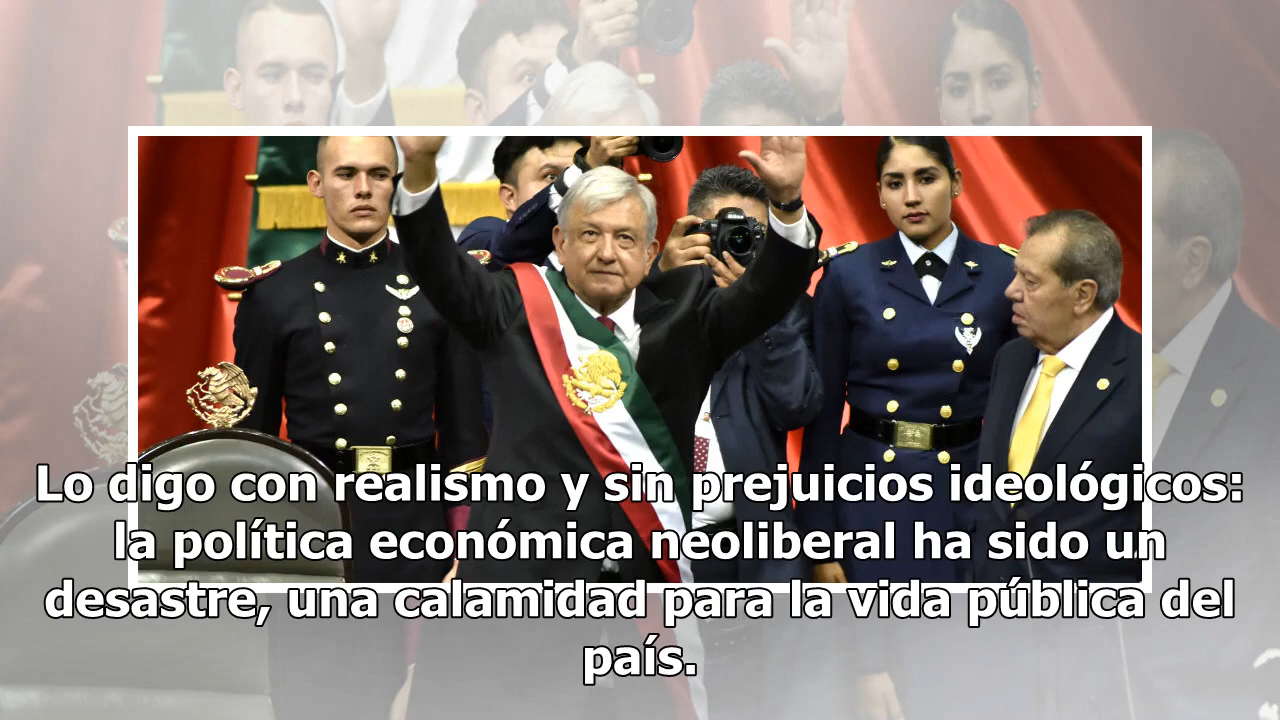 Lo digo con realismo y sin prejuicios ideológicos:
la política económica neoliberal ha sido un
desastre, una calamidad para la vida pública del
país.